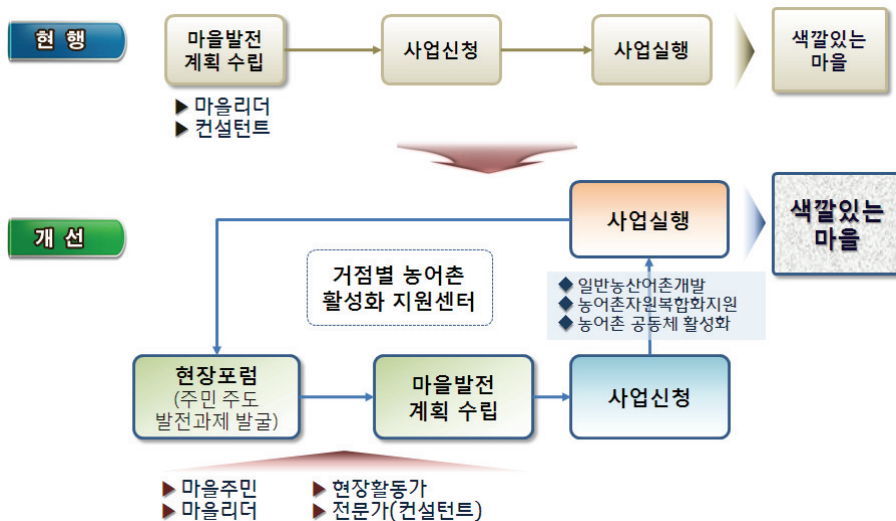 현 행
마을발전
계획 수립
사업신청
사업실행
색깔있는
마을
▶ 마을리더
▶ 컨설턴트
개 선
사업실행
색깔있는
마을
거점별 농어촌
활성화 지원센터
◆ 일반농산어촌개발
◆ 농어촌자원복합화지원
◆ 농어촌 공동체 활성화
현장포럼
(주민 주도
발전과제 발굴)
마을발전
계획 수립
사업신청
▶ 마을주민
▶ 마을리더
▶ 현장활동가
▶ 전문가(컨설턴트)